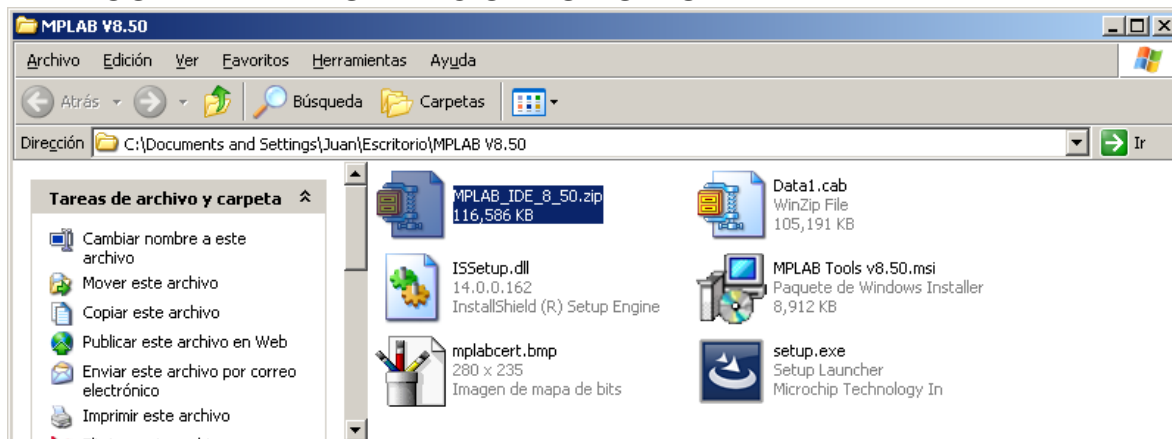 MPLAB V8.50
Archivo Edición Ver Favoritos Herramientas Ayuda
Atrás Búsqueda Carpetas
Dirección C:\Documents and Settings\Juan\Escritorio\MPLAB V8.50 Ir
Tareas de archivo y carpeta
Cambiar nombre a este
archivo
Mover este archivo
Copiar este archivo
Publicar este archivo en Web
Enviar este archivo por correo
electrónico
Imprimir este archivo
MPLAB_IDE_8_50.zip
116,586 KB
Data1.cab
WinZip File
105,191 KB
ISSetup.dll
14.0.0.162
InstallShield (R) Setup Engine
MPLAB Tools v8.50.msi
Paquete de Windows Installer
8,912 KB
mplabcert.bmp
280 x 235
Imagen de mapa de bits
setup.exe
Setup Launcher
Microchip Technology In